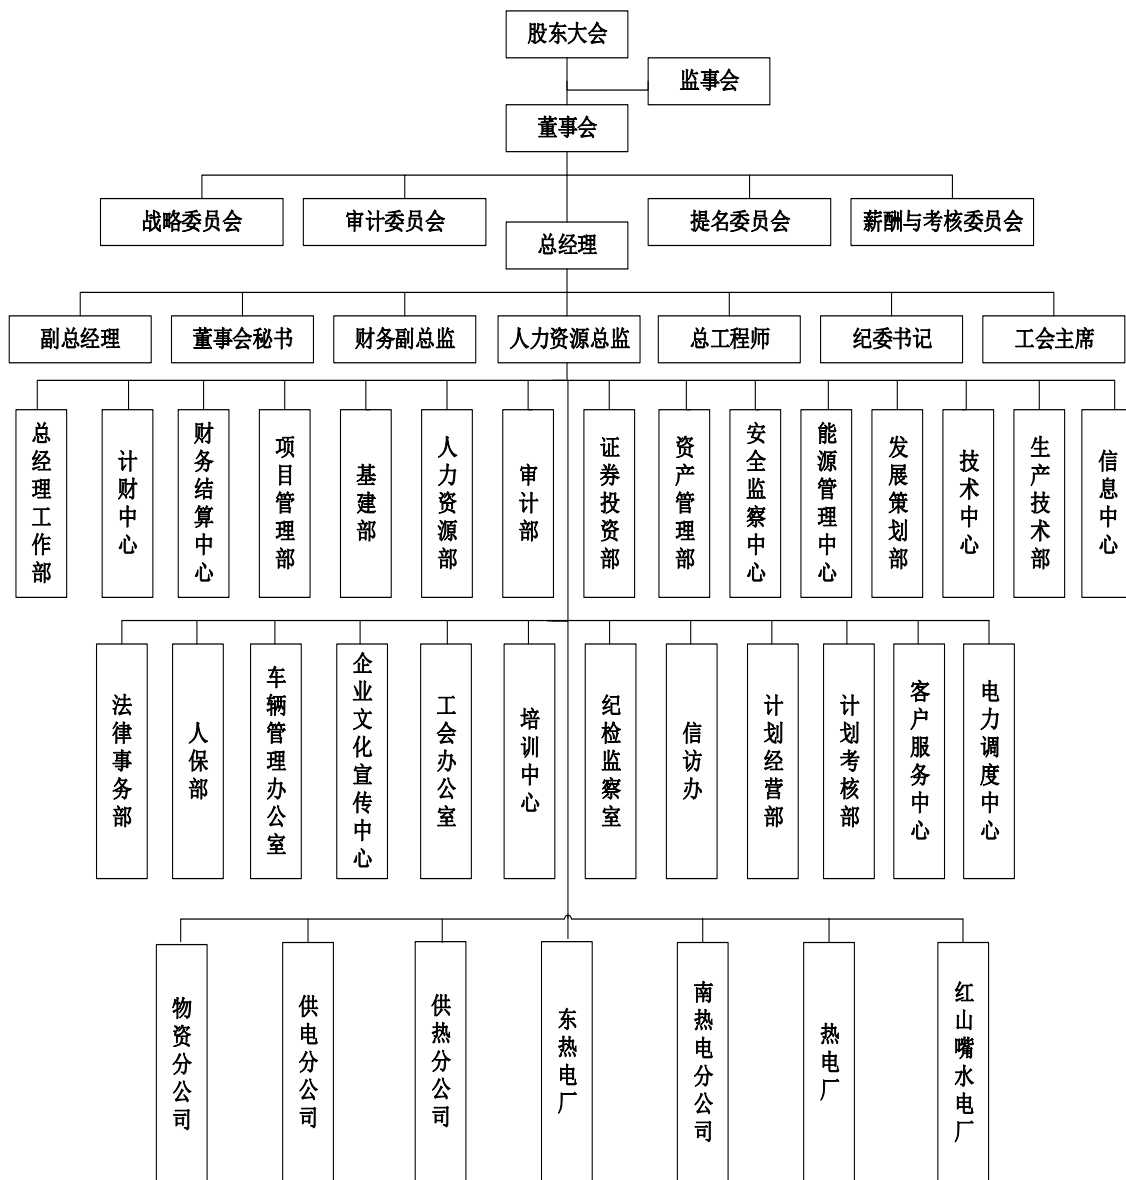 股东大会
监事会
董事会
战略委员会
审计委员会
提名委员会
薪酬与考核委员会
总经理
副总经理
董事会秘书
财务副总监
人力资源总监
总工程师
纪委书记
工会主席
总经理工作部
计财中心
财务结算中心
项目管理部
基建部
人力资源部
审计部
证券投资部
资产管理部
安全监察中心
能源管理中心
发展策划部
技术中心
生产技术部
信息中心
法律事务部
人保部
车辆管理办公室
企业文化宣传中心
工会办公室
培训中心
纪检监察室
信访办
计划经营部
计划考核部
客户服务中心
电力调度中心
物资分公司
供电分公司
供热分公司
东热电厂
南热电分公司
热电厂
红山嘴水电厂